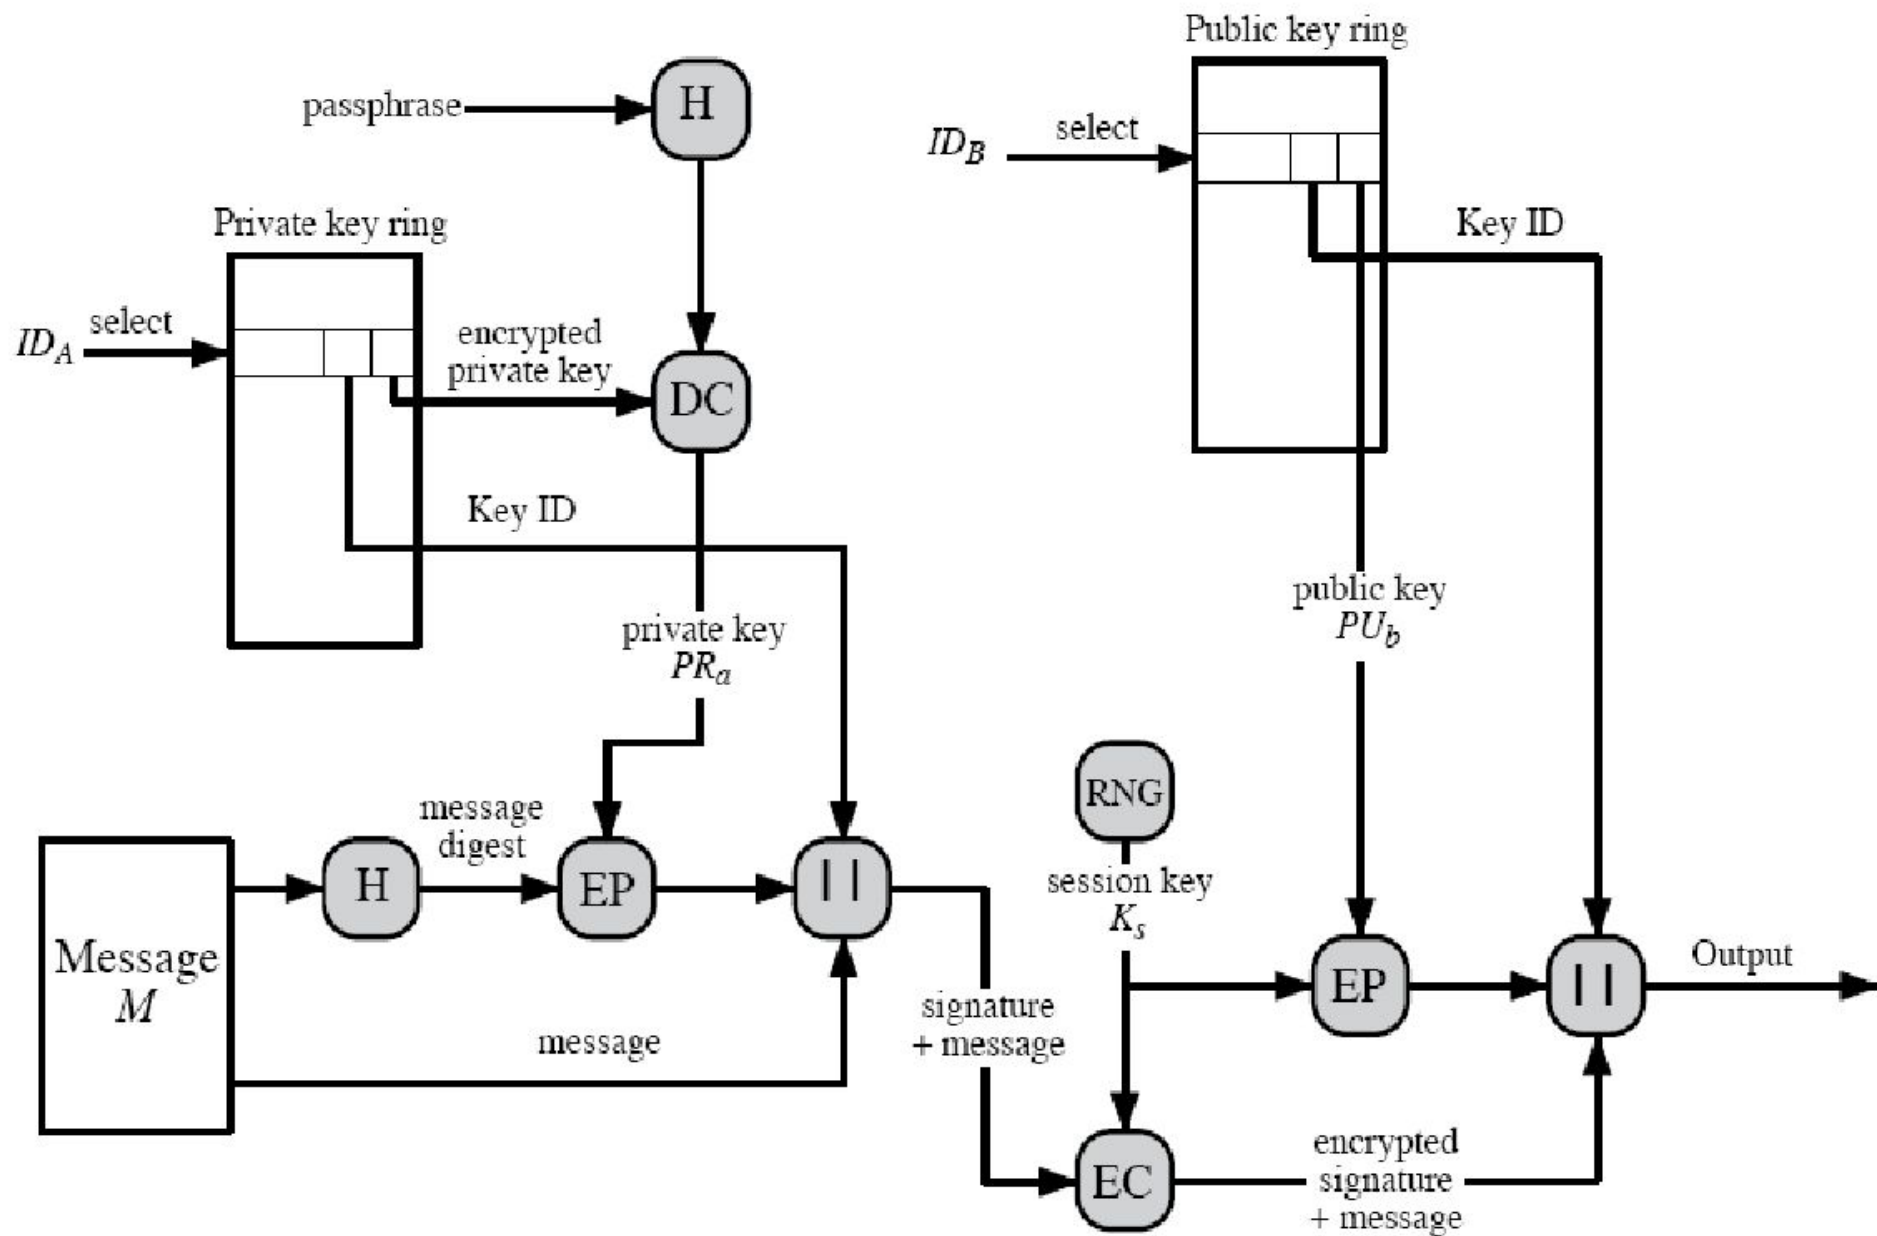 Public key ring
passphrase
H
ID_B
select
Private key ring
Key ID
ID_A
select
encrypted
private key
DC
Key ID
private key
PR_a
public key
PU_b
RNG
message
digest
session key
K_s
H
EP
| |
Message
M
message
signature
+ message
EP
| |
Output
EC
encrypted
signature
+ message